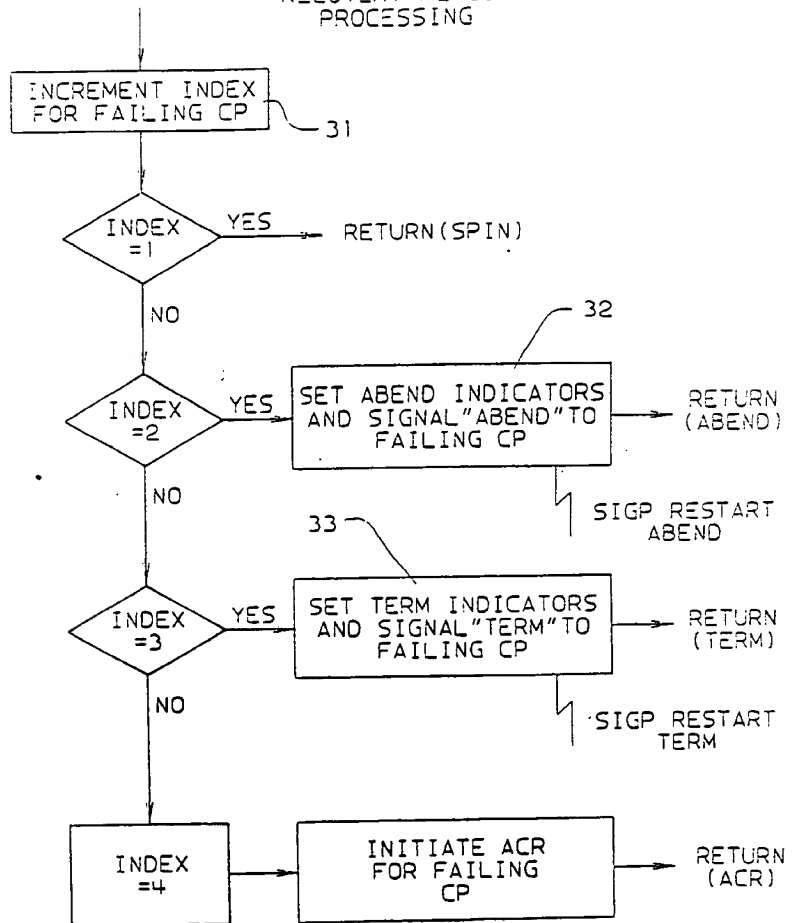 PROCESSING
INCREMENT INDEX
FOR FAILING CP
31
INDEX
=1
YES
RETURN(SPIN)
NO
32
INDEX
=2
YES
SET ABEND INDICATORS
AND SIGNAL"ABEND"TO
FAILING CP
RETURN
(ABEND)
NO
SIGP RESTART
ABEND
33
INDEX
=3
YES
SET TERM INDICATORS
AND SIGNAL"TERM"TO
FAILING CP
RETURN
(TERM)
NO
SIGP RESTART
TERM
INDEX
=4
INITIATE ACR
FOR FAILING
CP
RETURN
(ACR)